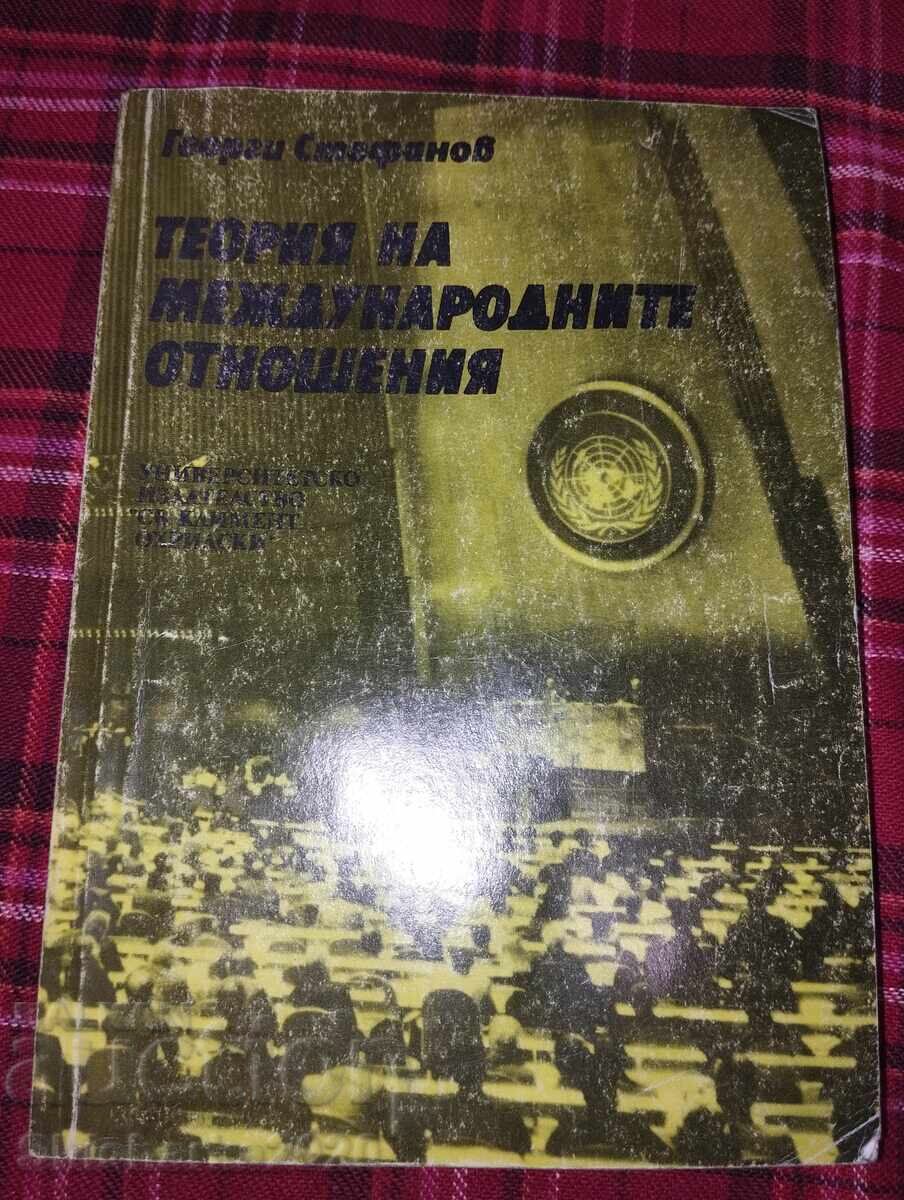 Георги Стефанов
ТЕОРИЯ НА
МЕЖДУНАРОДНИТЕ
ОТНОШЕНИЯ
УНИВЕРСИТЕТСКО
ИЗДАТЕЛСТВО
"СВ. КЛИМЕНТ
ОХРИДСКИ"